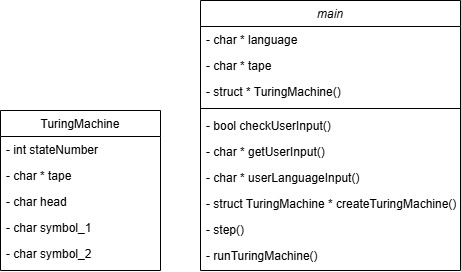 TuringMachine
- int stateNumber
- char * tape
- char head
- char symbol_1
- char symbol_2
main
- char * language
- char * tape
- struct * TuringMachine()
- bool checkUserInput()
- char * getUserInput()
- char * userLanguageInput()
- struct TuringMachine * createTuringMachine()
- step()
- runTuringMachine()